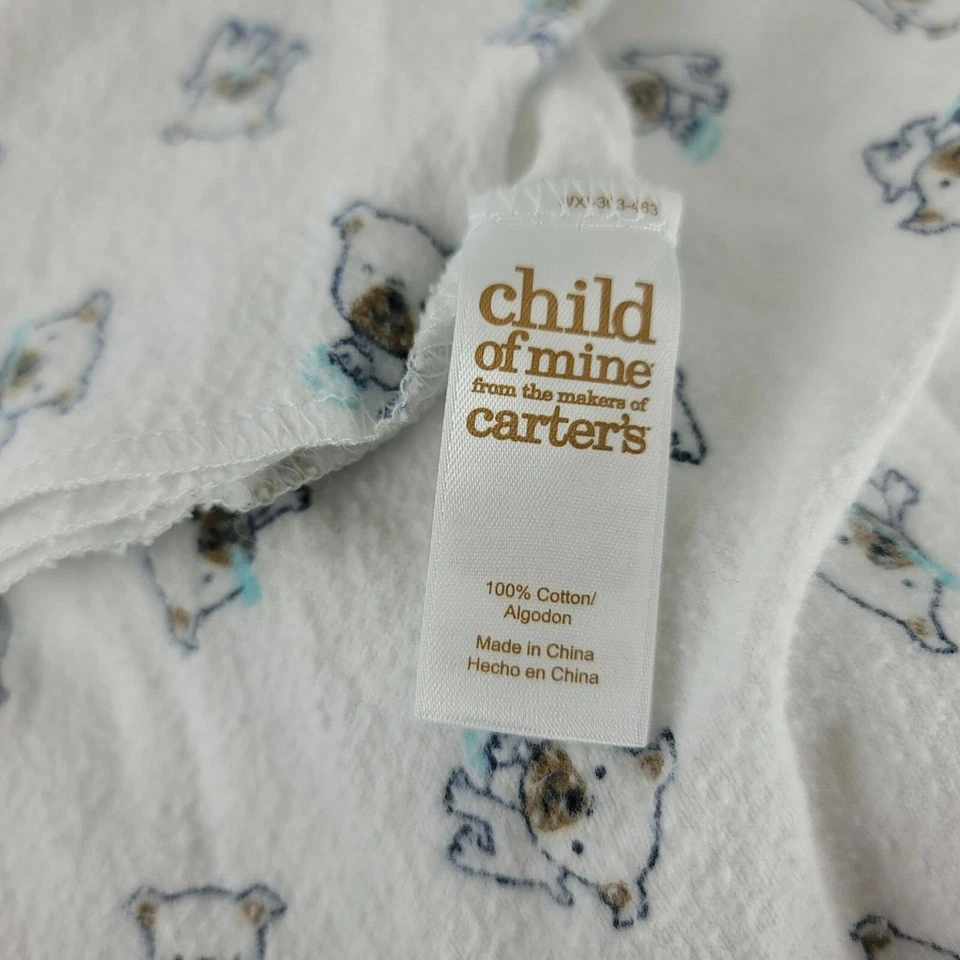 child
of mine
from the makers of
carter's
100% Cotton/
Algodon
Made in China
Hecho en China